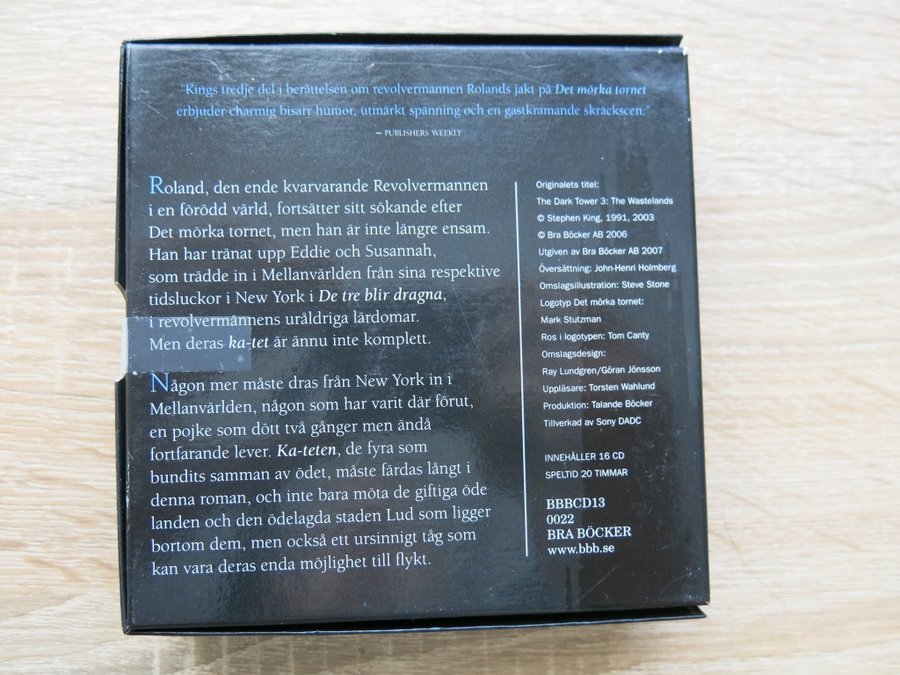 "Kings tredje del i berättelsen om revolvermannen Rolands jakt på Det mörka tornet
erbjuder charmig bisarr humor, utmärkt spänning och en gastkramande skräckscen."
– PUBLISHERS WEEKLY
Roland, den ende kvarvarande Revolvermannen
i en förödd värld, fortsätter sitt sökande efter
Det mörka tornet, men han är inte längre ensam.
Han har tränat upp Eddie och Susannah,
som trädde in i Mellanvärlden från sina respektive
tidsluckor i New York i De tre blir dragna,
i revolvermannens uråldriga lärdomar.
Men deras ka-tet är ännu inte komplett.
Någon mer måste dras från New York in i
Mellanvärlden, någon som har varit där förut,
en pojke som dött två gånger men ändå
fortfarande lever. Ka-teten, de fyra som
bundits samman av ödet, måste färdas långt i
denna roman, och inte bara möta de giftiga öde
landen och den ödelagda staden Lud som ligger
bortom dem, men också ett ursinnigt tåg som
kan vara deras enda möjlighet till flykt.
Originalets titel:
The Dark Tower 3: The Wastelands
© Stephen King, 1991, 2003
© Bra Böcker AB 2006
Utgiven av Bra Böcker AB 2007
Översättning: John-Henri Holmberg
Omslagsillustration: Steve Stone
Logotyp Det mörka tornet:
Mark Stutzman
Ros i logotypen: Tom Canty
Omslagsdesign:
Ray Lundgren/Göran Jönsson
Uppläsare: Torsten Wahlund
Produktion: Talande Böcker
Tillverkad av Sony DADC
INNEHÅLLER 16 CD
SPELTID 20 TIMMAR
BBBCD13
0022
BRA BÖCKER
www.bbb.se